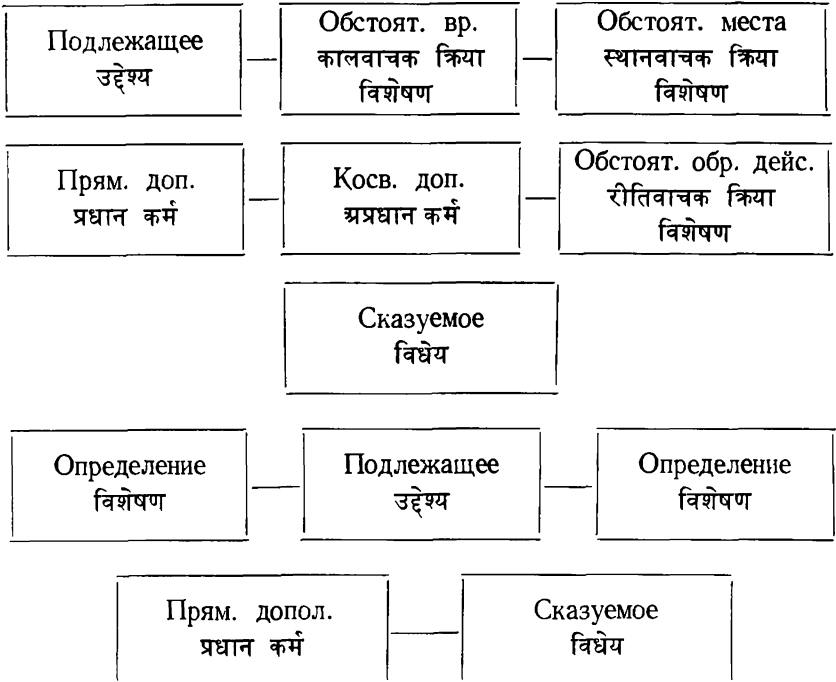 Подлежащее Обстоят. вр. Обстоят. места
उद्देश्य कालवाचक क्रिया स्थानवाचक क्रिया
विशेषण विशेषण
Прям. доп. Косв. доп. Обстоят. обр. дейс.
प्रधान कर्म अप्रधान कर्म रीतिवाचक क्रिया
विशेषण
Сказуемое
विधेय
Определение Подлежащее Определение
विशेषण उद्देश्य विशेषण
Прям. допол. Сказуемое
प्रधान कर्म विधेय